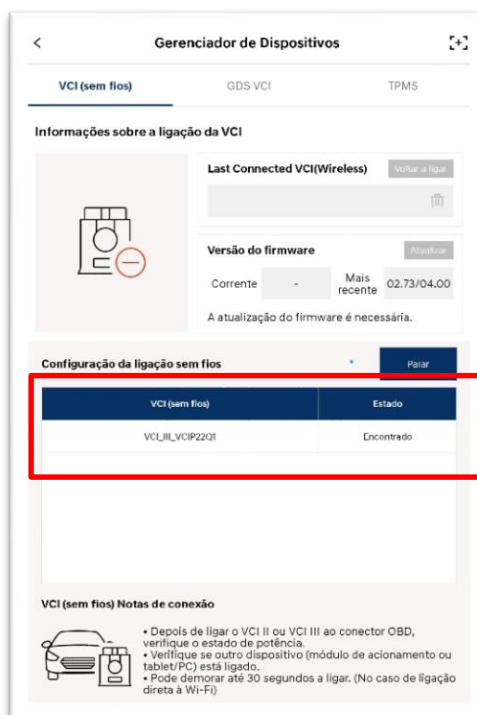 Gerenciador de Dispositivos
VCI (sem fios)
GDS VCI
TPMS
Informações sobre a ligação da VCI
Last Connected VCI(Wireless)
Voltar a ligar
Versão do firmware
Atualizar
Corrente
-
Mais
recente
02.73/04.00
A atualização do firmware é necessária.
Configuração da ligação sem fios
Parar
VCI (sem fios)
Estado
VCI_III_VCIP22Q1
Encontrado
VCI (sem fios) Notas de conexão
• Depois de ligar o VCI II ou VCI III ao conector OBD,
verifique o estado de potência.
• Verifique se outro dispositivo (módulo de acionamento ou
tablet/PC) está ligado.
• Pode demorar até 30 segundos a ligar. (No caso de ligação
direta à Wi-Fi)